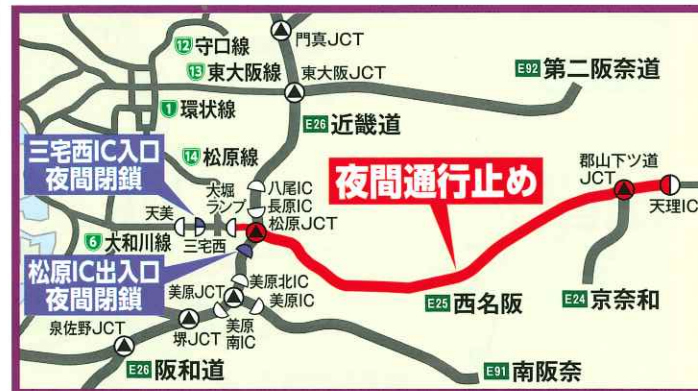 12 守口線
門真JCT
13 東大阪線
東大阪JCT
E92 第二阪奈道
1 環状線
E26 近畿道
三宅西IC入口
夜間閉鎖
14 松原線
夜間通行止め
郡山下ツ道
JCT
天理IC
大堀
ランプ
八尾IC
長原IC
松原JCT
天美
三宅西
6 大和川線
松原IC出入口
夜間閉鎖
美原北IC
美原IC
美原JCT
美原
南IC
E25 西名阪
E24 京奈和
泉佐野JCT
堺JCT
E26 阪和道
E91 南阪奈